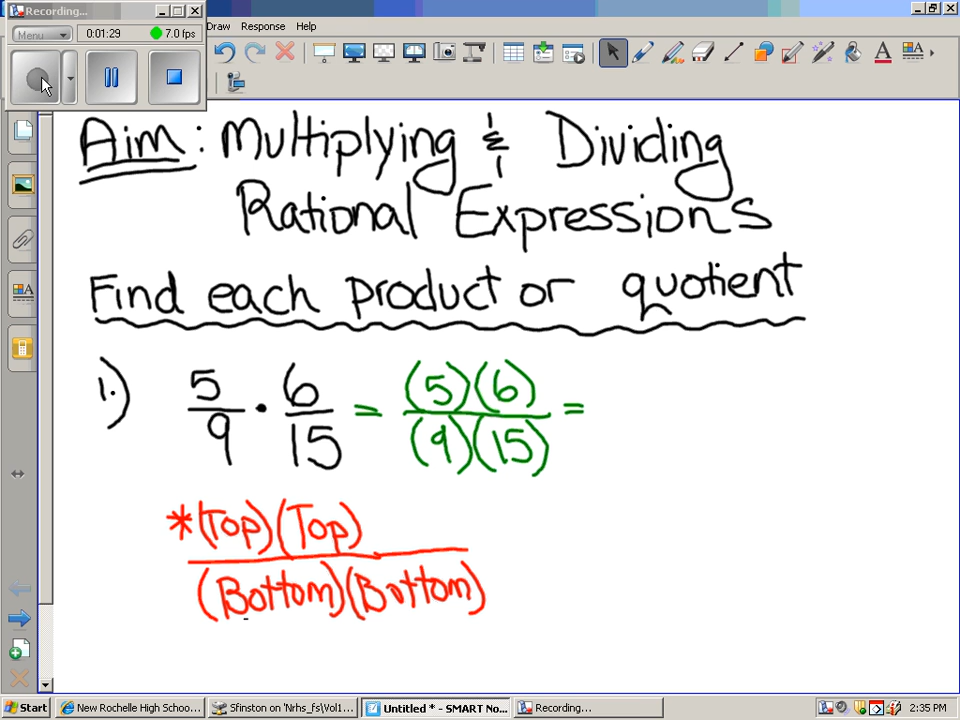 Recording...
Menu 0:01:29 7.0 fps
Draw Response Help
Aim: Multiplying & Dividing
Rational Expressions
Find each product or quotient
1.) 5/9 · 6/15 = (5)(6)/(9)(15) =
*(Top)(Top)
(Bottom)(Bottom)
Start New Rochelle High Schoo... Sfinston on 'Nrhs_fs\Vol1... Untitled * - SMART No... Recording... 2:35 PM